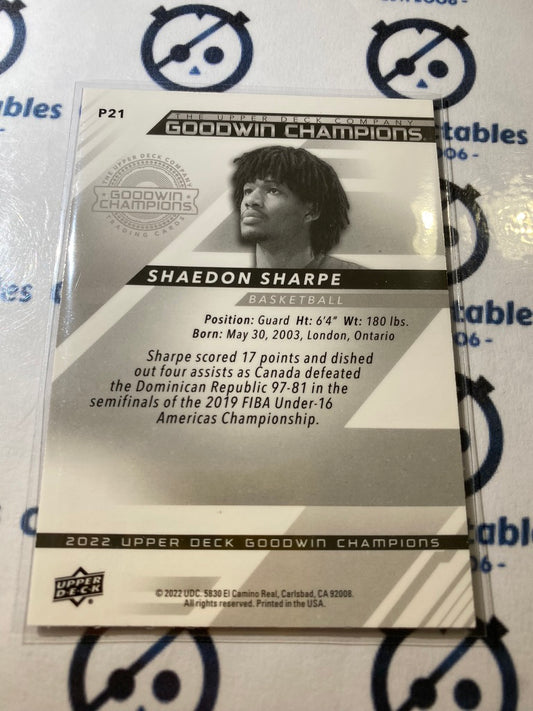 P21
THE UPPER DECK COMPANY
GOODWIN CHAMPIONS
THE UPPER DECK COMPANY
GOODWIN
CHAMPIONS
TRADING CARDS
SHAEDON SHARPE
BASKETBALL
Position: Guard Ht: 6'4" Wt: 180 lbs.
Born: May 30, 2003, London, Ontario
Sharpe scored 17 points and dished
out four assists as Canada defeated
the Dominican Republic 97-81 in the
semifinals of the 2019 FIBA Under-16
Americas Championship.
2022 UPPER DECK GOODWIN CHAMPIONS
UPPER
D·E·C·K
© 2022 UDC. 5830 El Camino Real, Carlsbad, CA 92008.
All rights reserved. Printed in the USA.